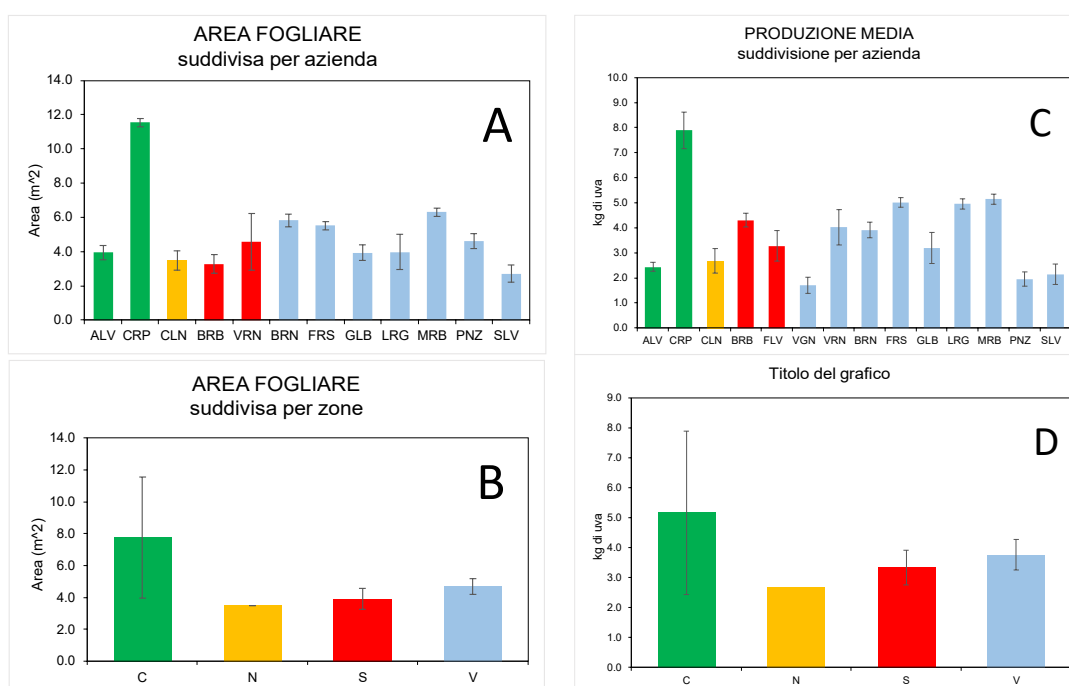 AREA FOGLIARE
suddivisa per azienda
A
Area (m^2)
14.0
12.0
10.0
8.0
6.0
4.0
2.0
0.0
ALV CRP CLN BRB VRN BRN FRS GLB LRG MRB PNZ SLV
PRODUZIONE MEDIA
suddivisione per azienda
C
kg di uva
10.0
9.0
8.0
7.0
6.0
5.0
4.0
3.0
2.0
1.0
0.0
ALV CRP CLN BRB FLV VGN VRN BRN FRS GLB LRG MRB PNZ SLV
AREA FOGLIARE
suddivisa per zone
B
Area (m^2)
14.0
12.0
10.0
8.0
6.0
4.0
2.0
0.0
C N S V
Titolo del grafico
D
kg di uva
9.0
8.0
7.0
6.0
5.0
4.0
3.0
2.0
1.0
0.0
C N S V